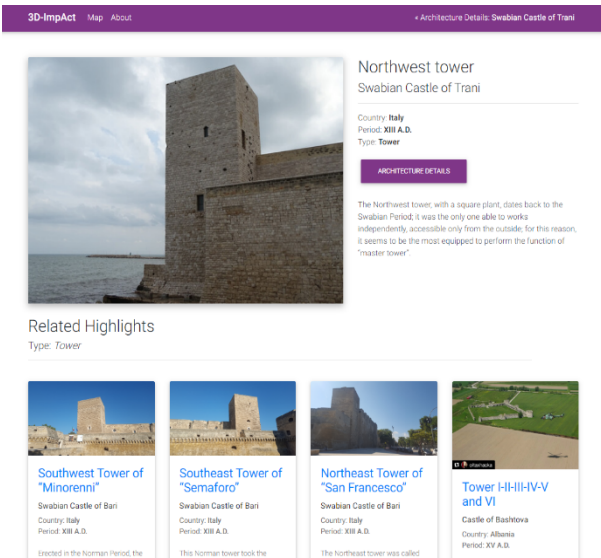 3D-ImpAct Map About « Architecture Details: Swabian Castle of Trani
Northwest tower
Swabian Castle of Trani
Country: Italy
Period: XIII A.D.
Type: Tower
ARCHITECTURE DETAILS
The Northwest tower, with a square plant, dates back to the
Swabian Period; it was the only one able to works
independently, accessible only from the outside; for this reason,
it seems to be the most equipped to perform the function of
"master tower".
Related Highlights
Type: Tower
Southwest Tower of
"Minorenni"
Swabian Castle of Bari
Country: Italy
Period: XIII A.D.
Erected in the Norman Period, the
Southeast Tower of
"Semaforo"
Swabian Castle of Bari
Country: Italy
Period: XIII A.D.
This Norman tower took the
Northeast Tower of
"San Francesco"
Swabian Castle of Bari
Country: Italy
Period: XIII A.D.
The Northeast tower was called
Tower I-II-III-IV-V
and VI
Castle of Bashtova
Country: Albania
Period: XV A.D.